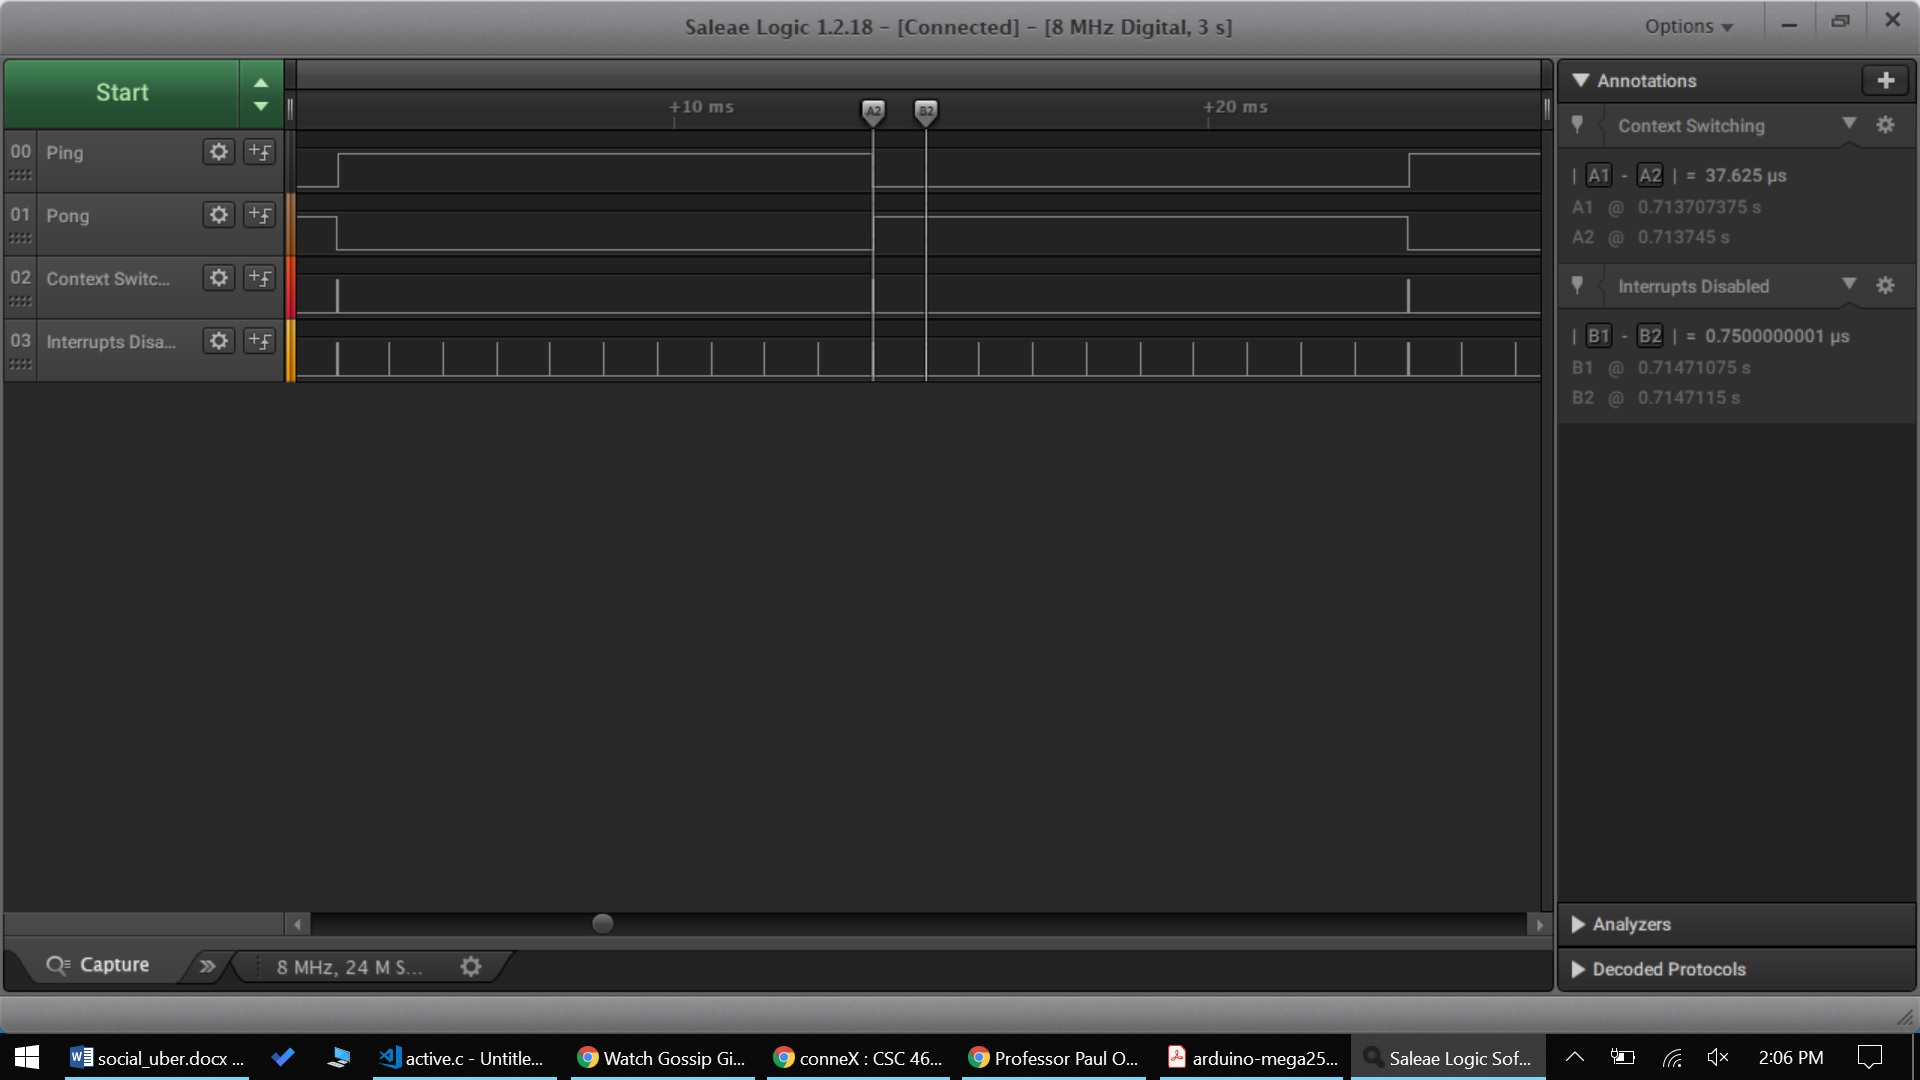 Saleae Logic 1.2.18 - [Connected] - [8 MHz Digital, 3 s]
Options
Start
+10 ms
+20 ms
A2
B2
00 Ping
01 Pong
02 Context Switc...
03 Interrupts Disa...
Annotations
Context Switching
| A1 - A2 | = 37.625 µs
A1 @ 0.713707375 s
A2 @ 0.713745 s
Interrupts Disabled
| B1 - B2 | = 0.7500000001 µs
B1 @ 0.71471075 s
B2 @ 0.7147115 s
Analyzers
Decoded Protocols
Capture
8 MHz, 24 M S...
social_uber.docx ...
active.c - Untitle...
Watch Gossip Gi...
conneX : CSC 46...
Professor Paul O...
arduino-mega25...
Saleae Logic Sof...
2:06 PM